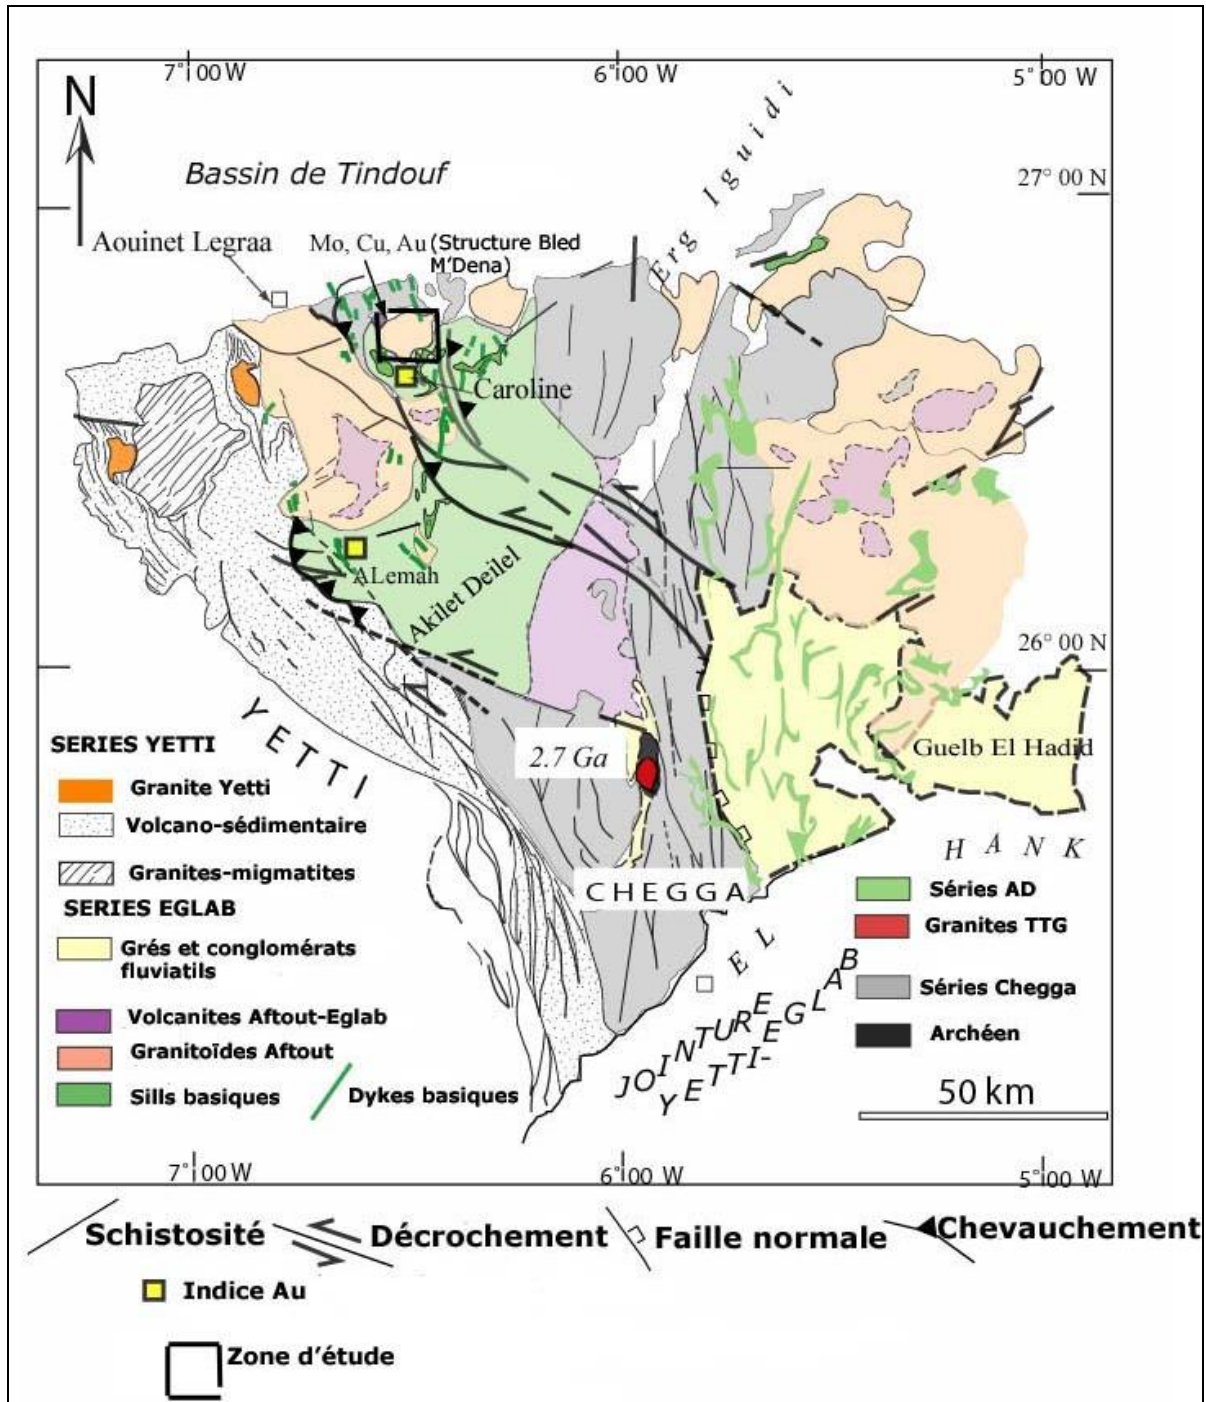 7°00 W
6°00 W
5°00 W
N
Bassin de Tindouf
Erg Iguidi
27° 00 N
Aouinet Legraa
Mo, Cu, Au (Structure Bled
M'Dena)
Caroline
ALemah
Akilet Deilel
26° 00 N
YETTI
2.7 Ga
Guelb El Hadid
HANK
CHEGGA
EL
JOINTURE EGLAB
YETTI-
SERIES YETTI
Granite Yetti
Volcano-sédimentaire
Granites-migmatites
SERIES EGLAB
Grés et conglomérats
fluviatils
Volcanites Aftout-Eglab
Granitoïdes Aftout
Sills basiques
Dykes basiques
Séries AD
Granites TTG
Séries Chegga
Archéen
50 km
7°00 W
6°00 W
5°00 W
Schistosité
Décrochement
Faille normale
Chevauchement
Indice Au
Zone d'étude